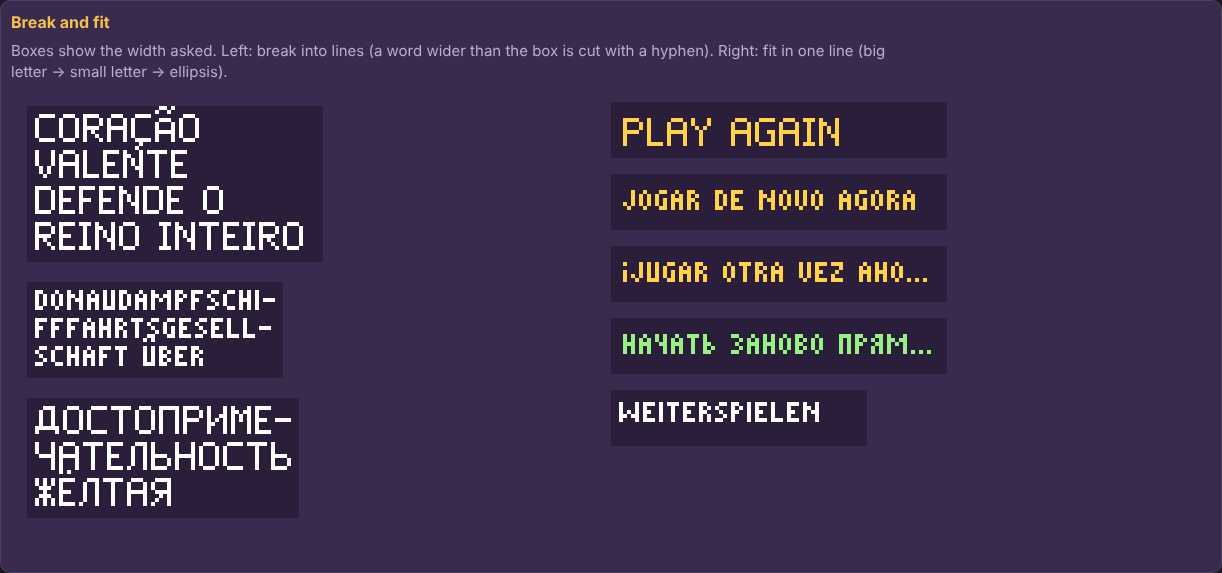 Break and fit
Boxes show the width asked. Left: break into lines (a word wider than the box is cut with a hyphen). Right: fit in one line (big
letter → small letter → ellipsis).
CORAÇÃO
VALENTE
DEFENDE O
REINO INTEIRO
DONAUDAMPFSCHI-
FFFAHRTSGESELL-
SCHAFT ÜBER
ДОСТОПРИМЕ-
ЧАТЕЛЬНОСТЬ
ЖЁЛТАЯ
PLAY AGAIN
JOGAR DE NOVO AGORA
¡JUGAR OTRA VEZ AHO...
НАЧАТЬ ЗАНОВО ПРЯМ...
WEITERSPIELEN